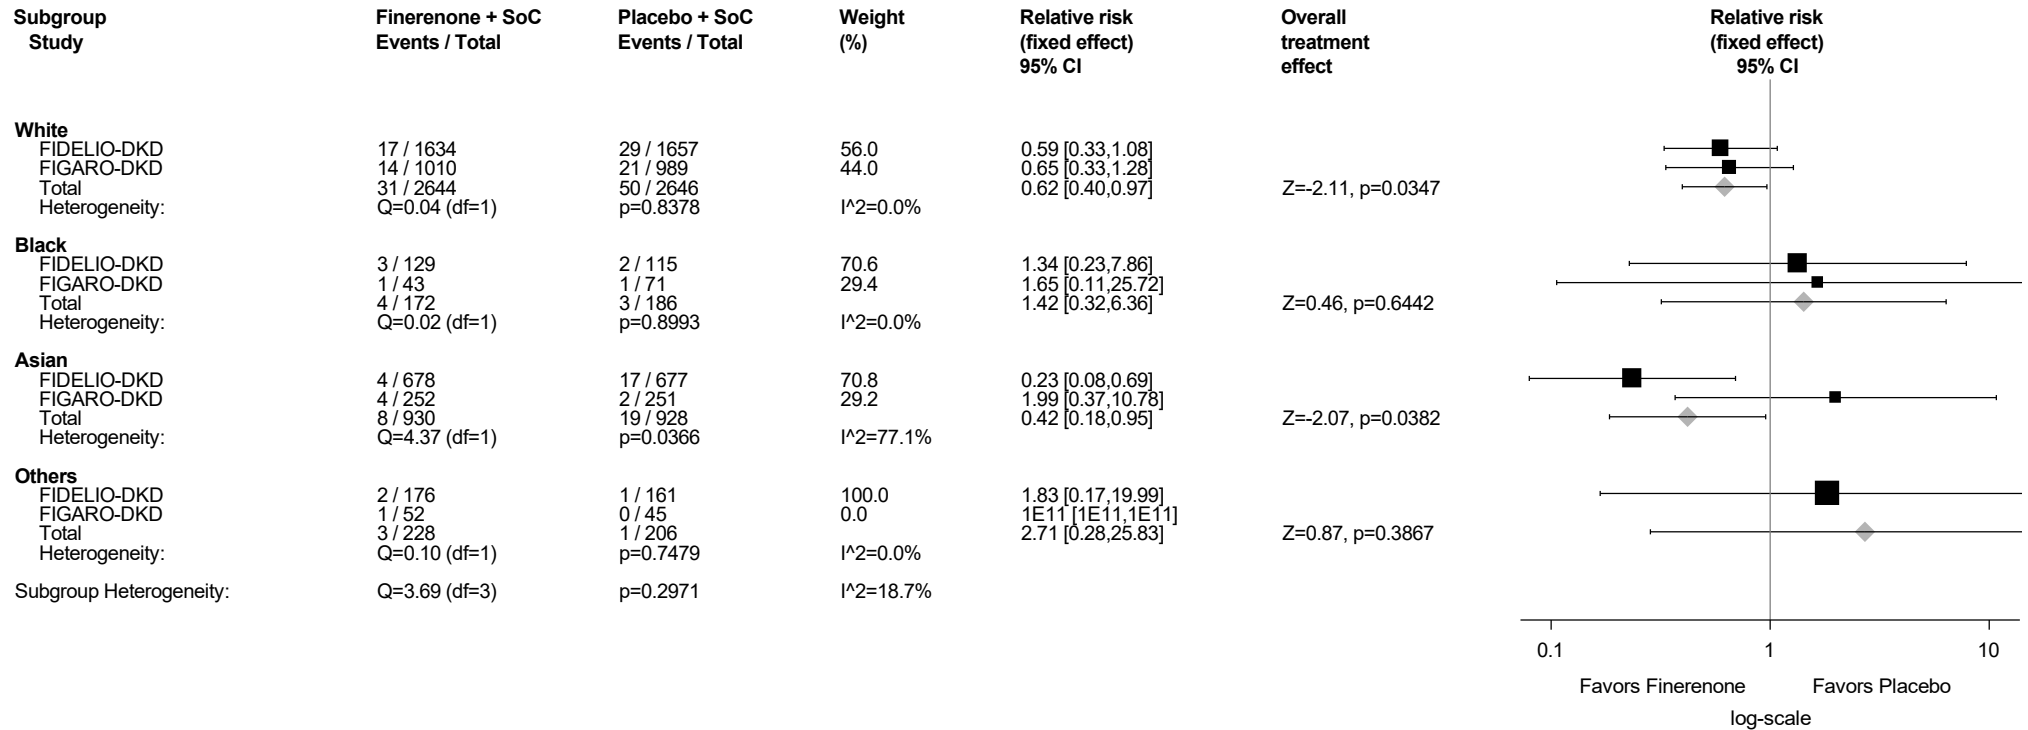 Subgroup Finerenone + SoC Placebo + SoC Weight Relative risk Overall Relative risk
Study Events / Total Events / Total (%) (fixed effect) treatment (fixed effect)
95% CI effect 95% CI
White
FIDELIO-DKD 17 / 1634 29 / 1657 56.0 0.59 [0.33,1.08]
FIGARO-DKD 14 / 1010 21 / 989 44.0 0.65 [0.33,1.28]
Total 31 / 2644 50 / 2646 0.62 [0.40,0.97] Z=-2.11, p=0.0347
Heterogeneity: Q=0.04 (df=1) p=0.8378 I^2=0.0%
Black
FIDELIO-DKD 3 / 129 2 / 115 70.6 1.34 [0.23,7.86]
FIGARO-DKD 1 / 43 1 / 71 29.4 1.65 [0.11,25.72]
Total 4 / 172 3 / 186 1.42 [0.32,6.36] Z=0.46, p=0.6442
Heterogeneity: Q=0.02 (df=1) p=0.8993 I^2=0.0%
Asian
FIDELIO-DKD 4 / 678 17 / 677 70.8 0.23 [0.08,0.69]
FIGARO-DKD 4 / 252 2 / 251 29.2 1.99 [0.37,10.78]
Total 8 / 930 19 / 928 0.42 [0.18,0.95] Z=-2.07, p=0.0382
Heterogeneity: Q=4.37 (df=1) p=0.0366 I^2=77.1%
Others
FIDELIO-DKD 2 / 176 1 / 161 100.0 1.83 [0.17,19.99]
FIGARO-DKD 1 / 52 0 / 45 0.0 1E11 [1E11,1E11]
Total 3 / 228 1 / 206 2.71 [0.28,25.83] Z=0.87, p=0.3867
Heterogeneity: Q=0.10 (df=1) p=0.7479 I^2=0.0%
Subgroup Heterogeneity: Q=3.69 (df=3) p=0.2971 I^2=18.7%
0.1 1 10
Favors Finerenone Favors Placebo
log-scale